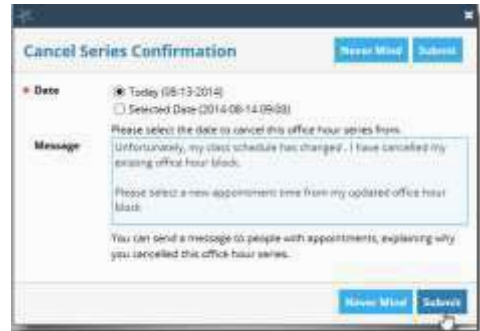 Cancel Series Confirmation
Never Mind Submit
* Date
Today (08-13-2014)
Selected Date (2014-08-14 09:00)
Please select the date to cancel this office hour series from.
Message
Unfortunately, my class schedule has changed. I have cancelled my
existing office hour block.
Please select a new appointment time from my updated office hour
block
You can send a message to people with appointments, explaining why
you cancelled this office hour series.
Never Mind Submit